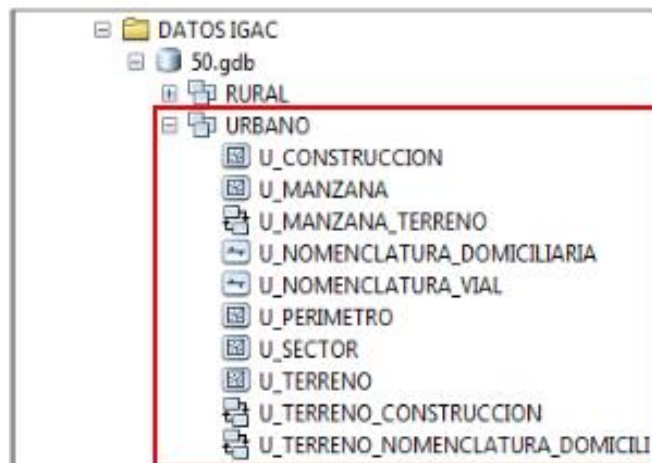 DATOS IGAC
50.gdb
RURAL
URBANO
U_CONSTRUCCION
U_MANZANA
U_MANZANA_TERRENO
U_NOMENCLATURA_DOMICILIARIA
U_NOMENCLATURA_VIAL
U_PERIMETRO
U_SECTOR
U_TERRENO
U_TERRENO_CONSTRUCCION
U_TERRENO_NOMENCLATURA_DOMICILI